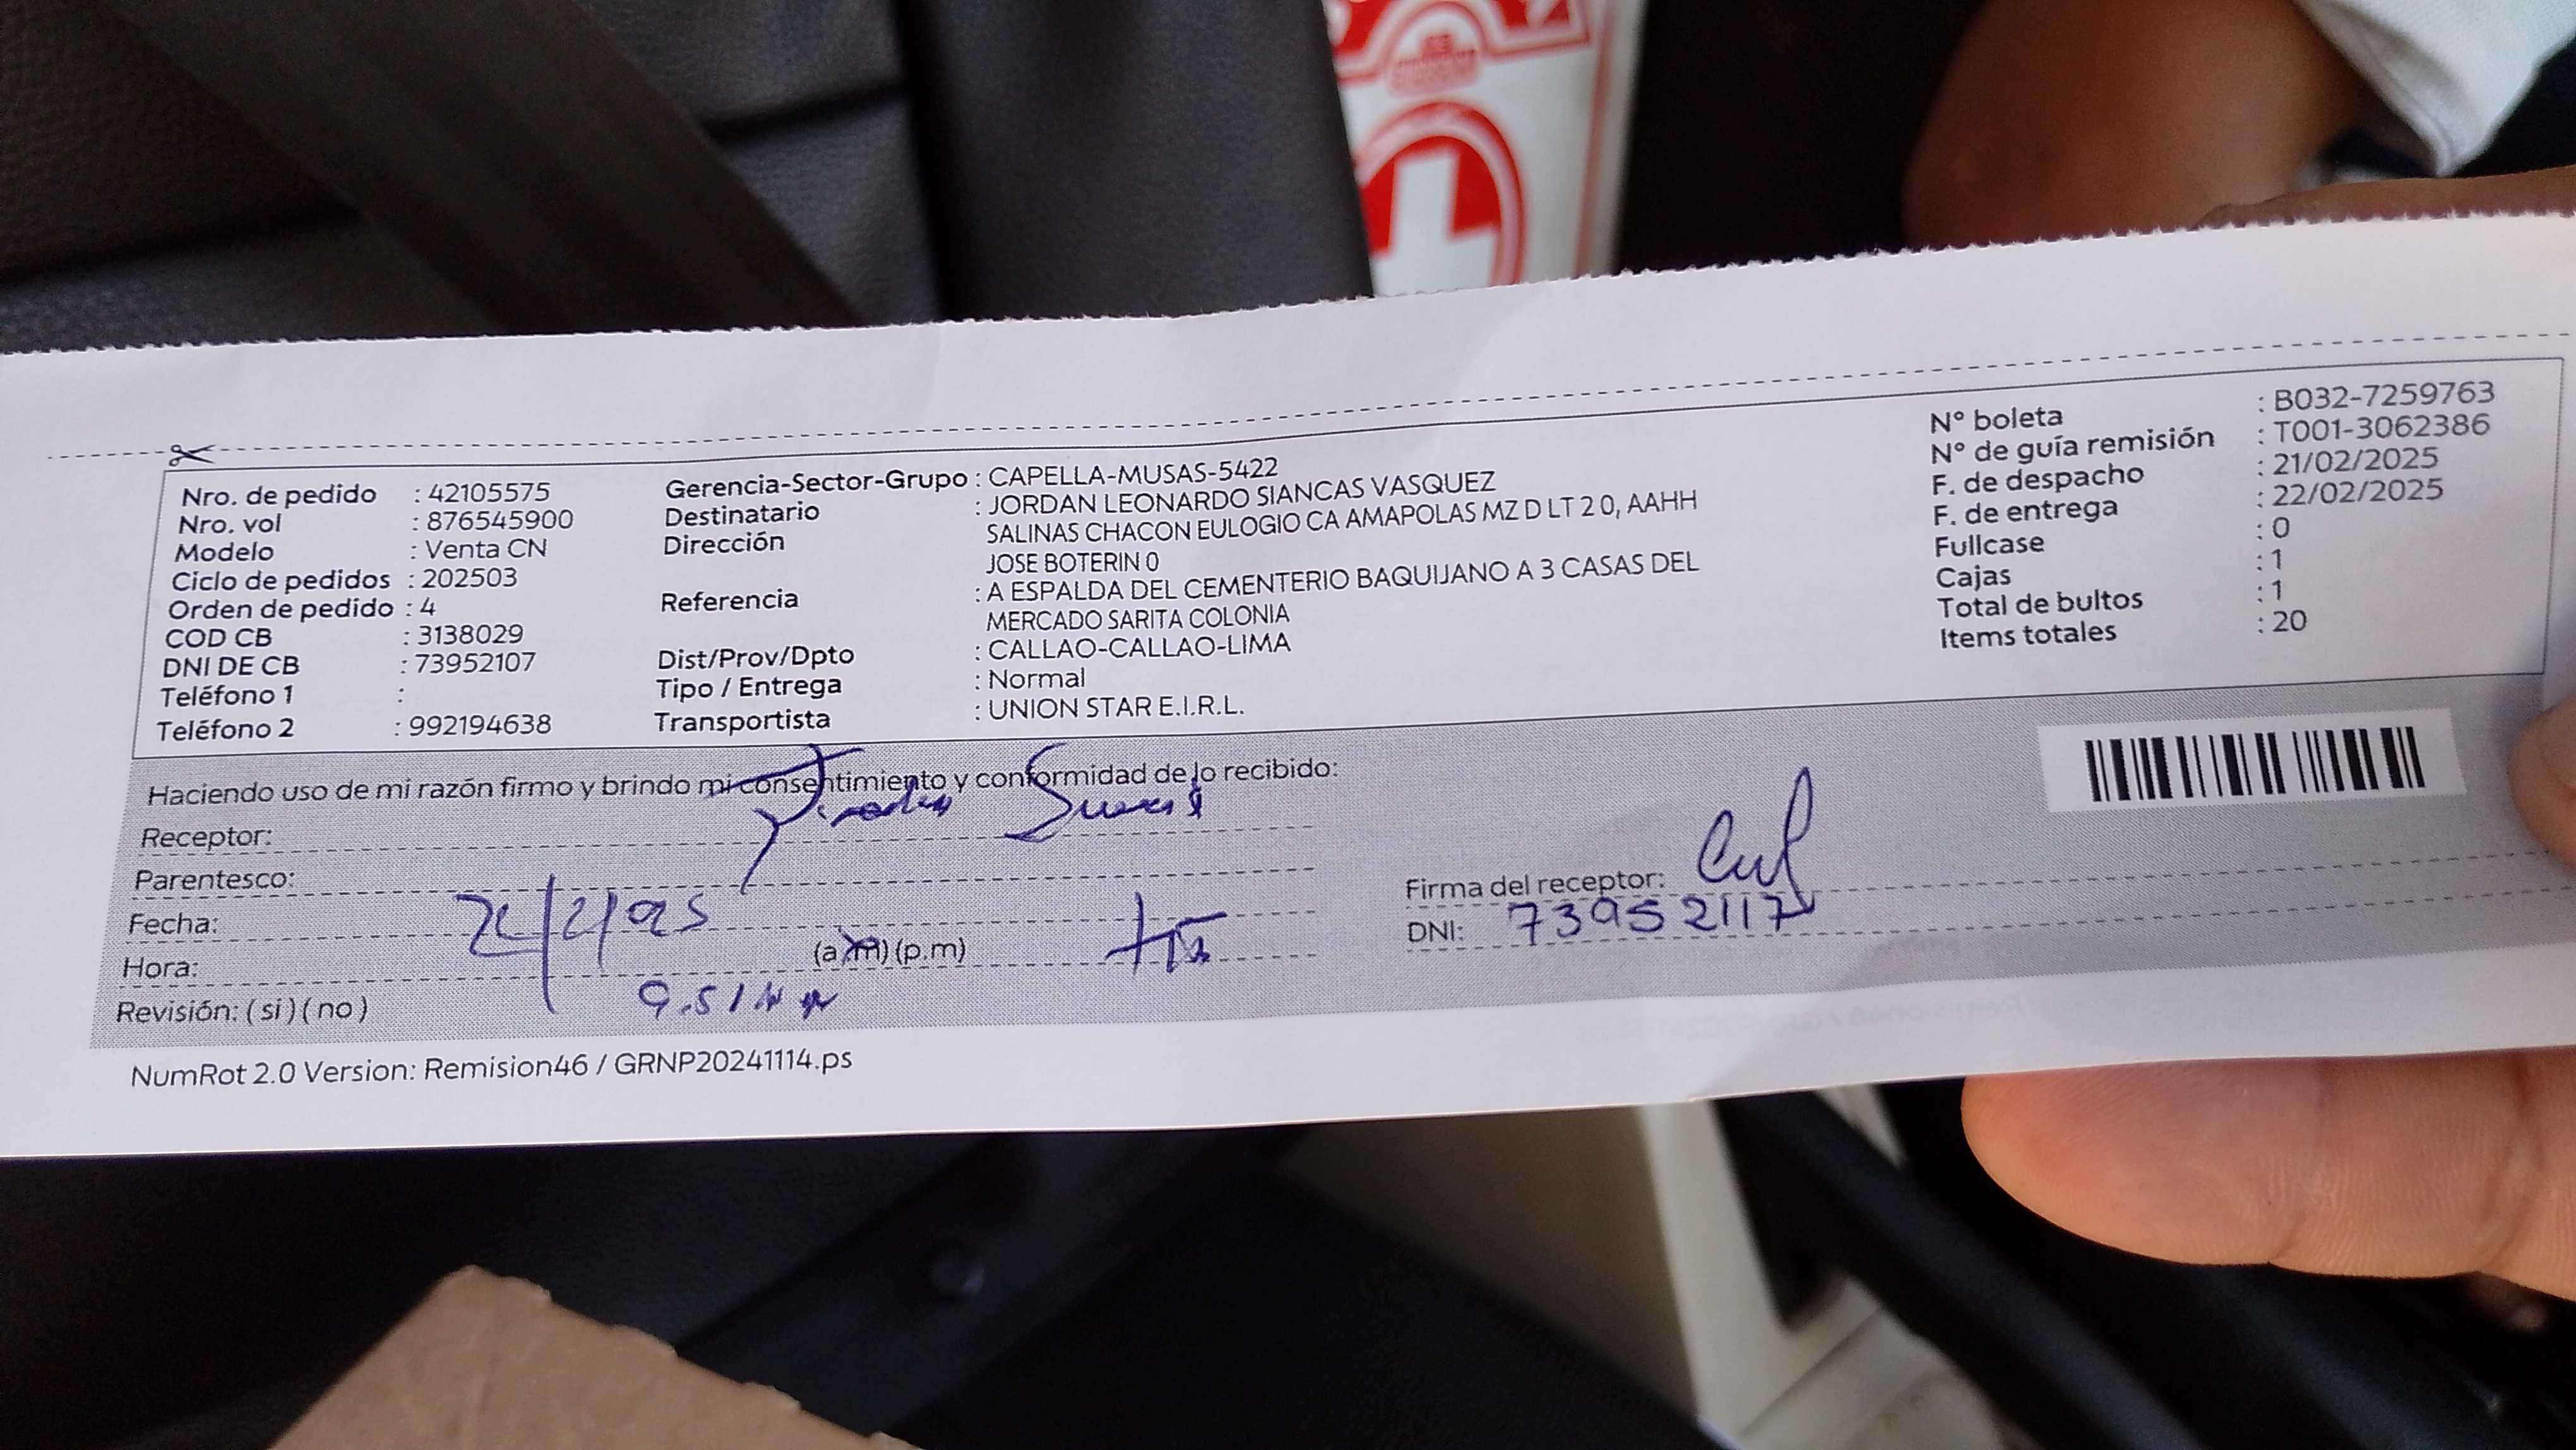 Nro. de pedido : 42105575
Nro. vol : 876545900
Modelo : Venta CN
Ciclo de pedidos : 202503
Orden de pedido : 4
COD CB : 3138029
DNI DE CB : 73952107
Teléfono 1 :
Teléfono 2 : 992194638
Gerencia-Sector-Grupo : CAPELLA-MUSAS-5422
Destinatario : JORDAN LEONARDO SIANCAS VASQUEZ
Dirección SALINAS CHACON EULOGIO CA AMAPOLAS MZ D LT 2 0, AAHH
JOSE BOTERIN 0
Referencia : A ESPALDA DEL CEMENTERIO BAQUIJANO A 3 CASAS DEL
MERCADO SARITA COLONIA
Dist/Prov/Dpto : CALLAO-CALLAO-LIMA
Tipo / Entrega : Normal
Transportista : UNION STAR E.I.R.L.
N° boleta : B032-7259763
N° de guía remisión : T001-3062386
F. de despacho : 21/02/2025
F. de entrega : 22/02/2025
Fullcase : 0
Cajas : 1
Total de bultos : 1
Items totales : 20
Haciendo uso de mi razón firmo y brindo mi consentimiento y conformidad de lo recibido:
Receptor:
Parentesco:
Fecha:
Hora: (a.m) (p.m)
Revisión: ( si ) ( no ) 9.51
Firma del receptor:
DNI: 73952117
NumRot 2.0 Version: Remision46 / GRNP20241114.ps